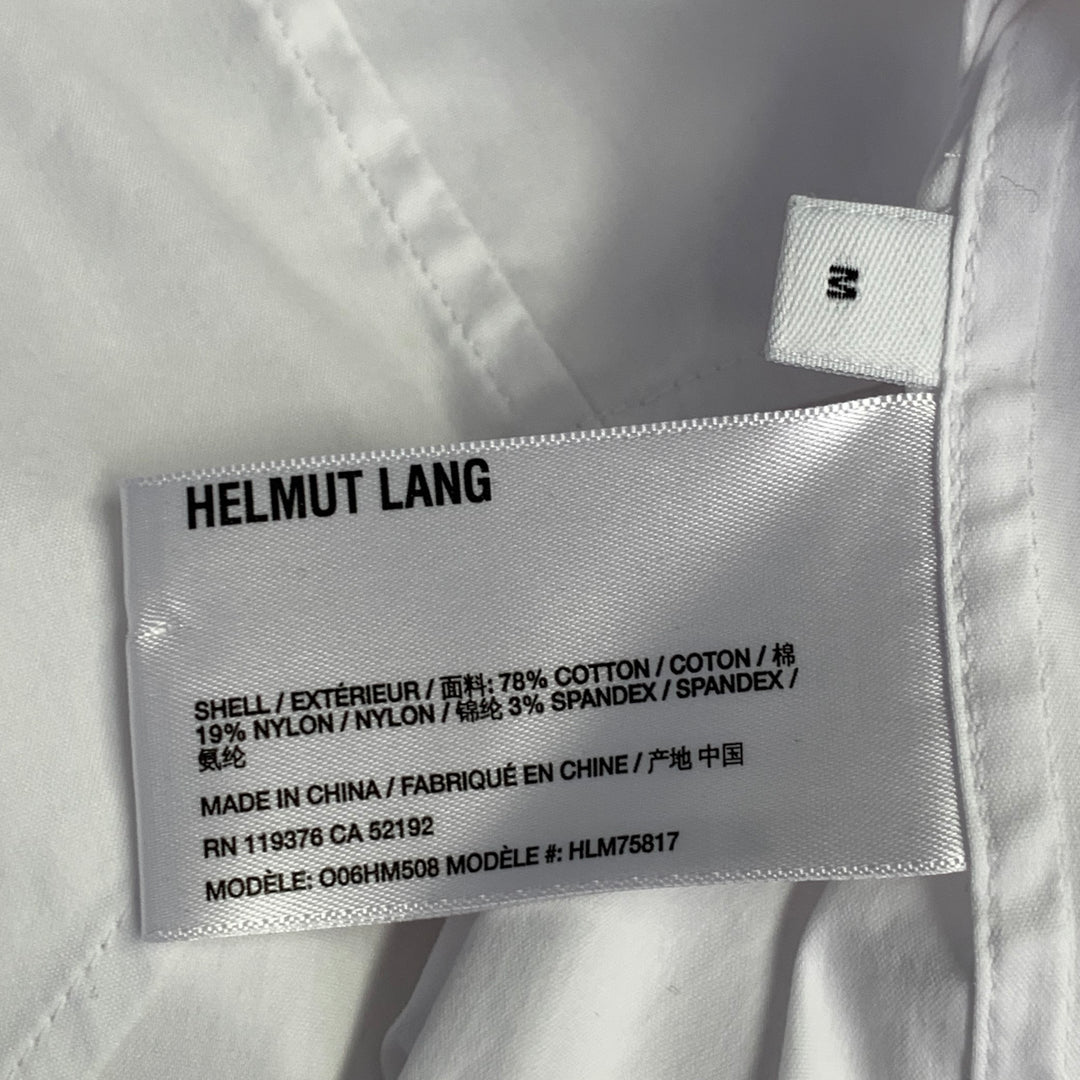 M
HELMUT LANG
SHELL / EXTÉRIEUR / 面料: 78% COTTON / COTON / 棉
19% NYLON / NYLON / 锦纶 3% SPANDEX / SPANDEX /
氨纶
MADE IN CHINA / FABRIQUÉ EN CHINE / 产地 中国
RN 119376 CA 52192
MODÈLE: O06HM508 MODÈLE #: HLM75817